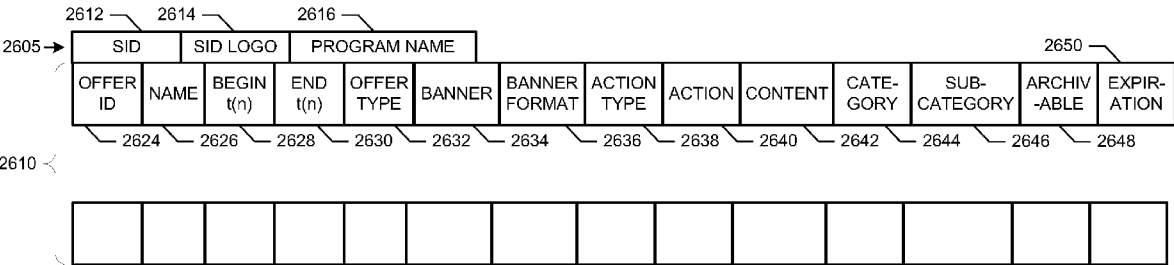 2612 2614 2616
2605 SID SID LOGO PROGRAM NAME 2650
OFFER ID NAME BEGIN t(n) END t(n) OFFER TYPE BANNER BANNER FORMAT ACTION TYPE ACTION CONTENT CATE-GORY SUB-CATEGORY ARCHIV-ABLE EXPIR-ATION
2624 2626 2628 2630 2632 2634 2636 2638 2640 2642 2644 2646 2648
2610